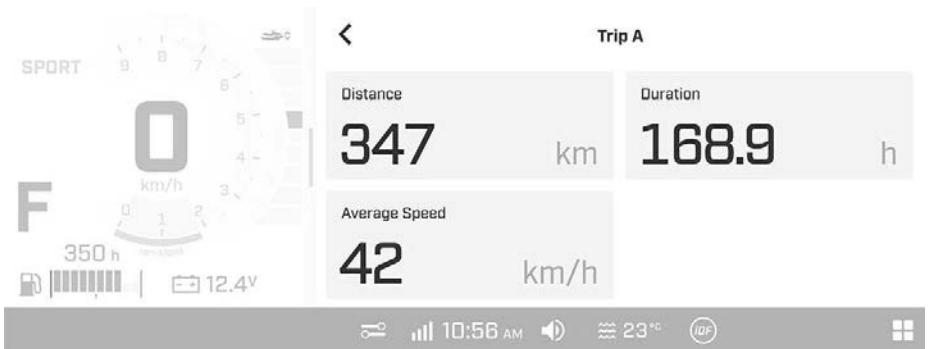 Trip A
SPORT
9 8 7
6
5
4
3
0 1 2
0
km/h
F
350 h
12.4V
Distance
347 km
Duration
168.9 h
Average Speed
42 km/h
10:56 AM
23°C
iDF